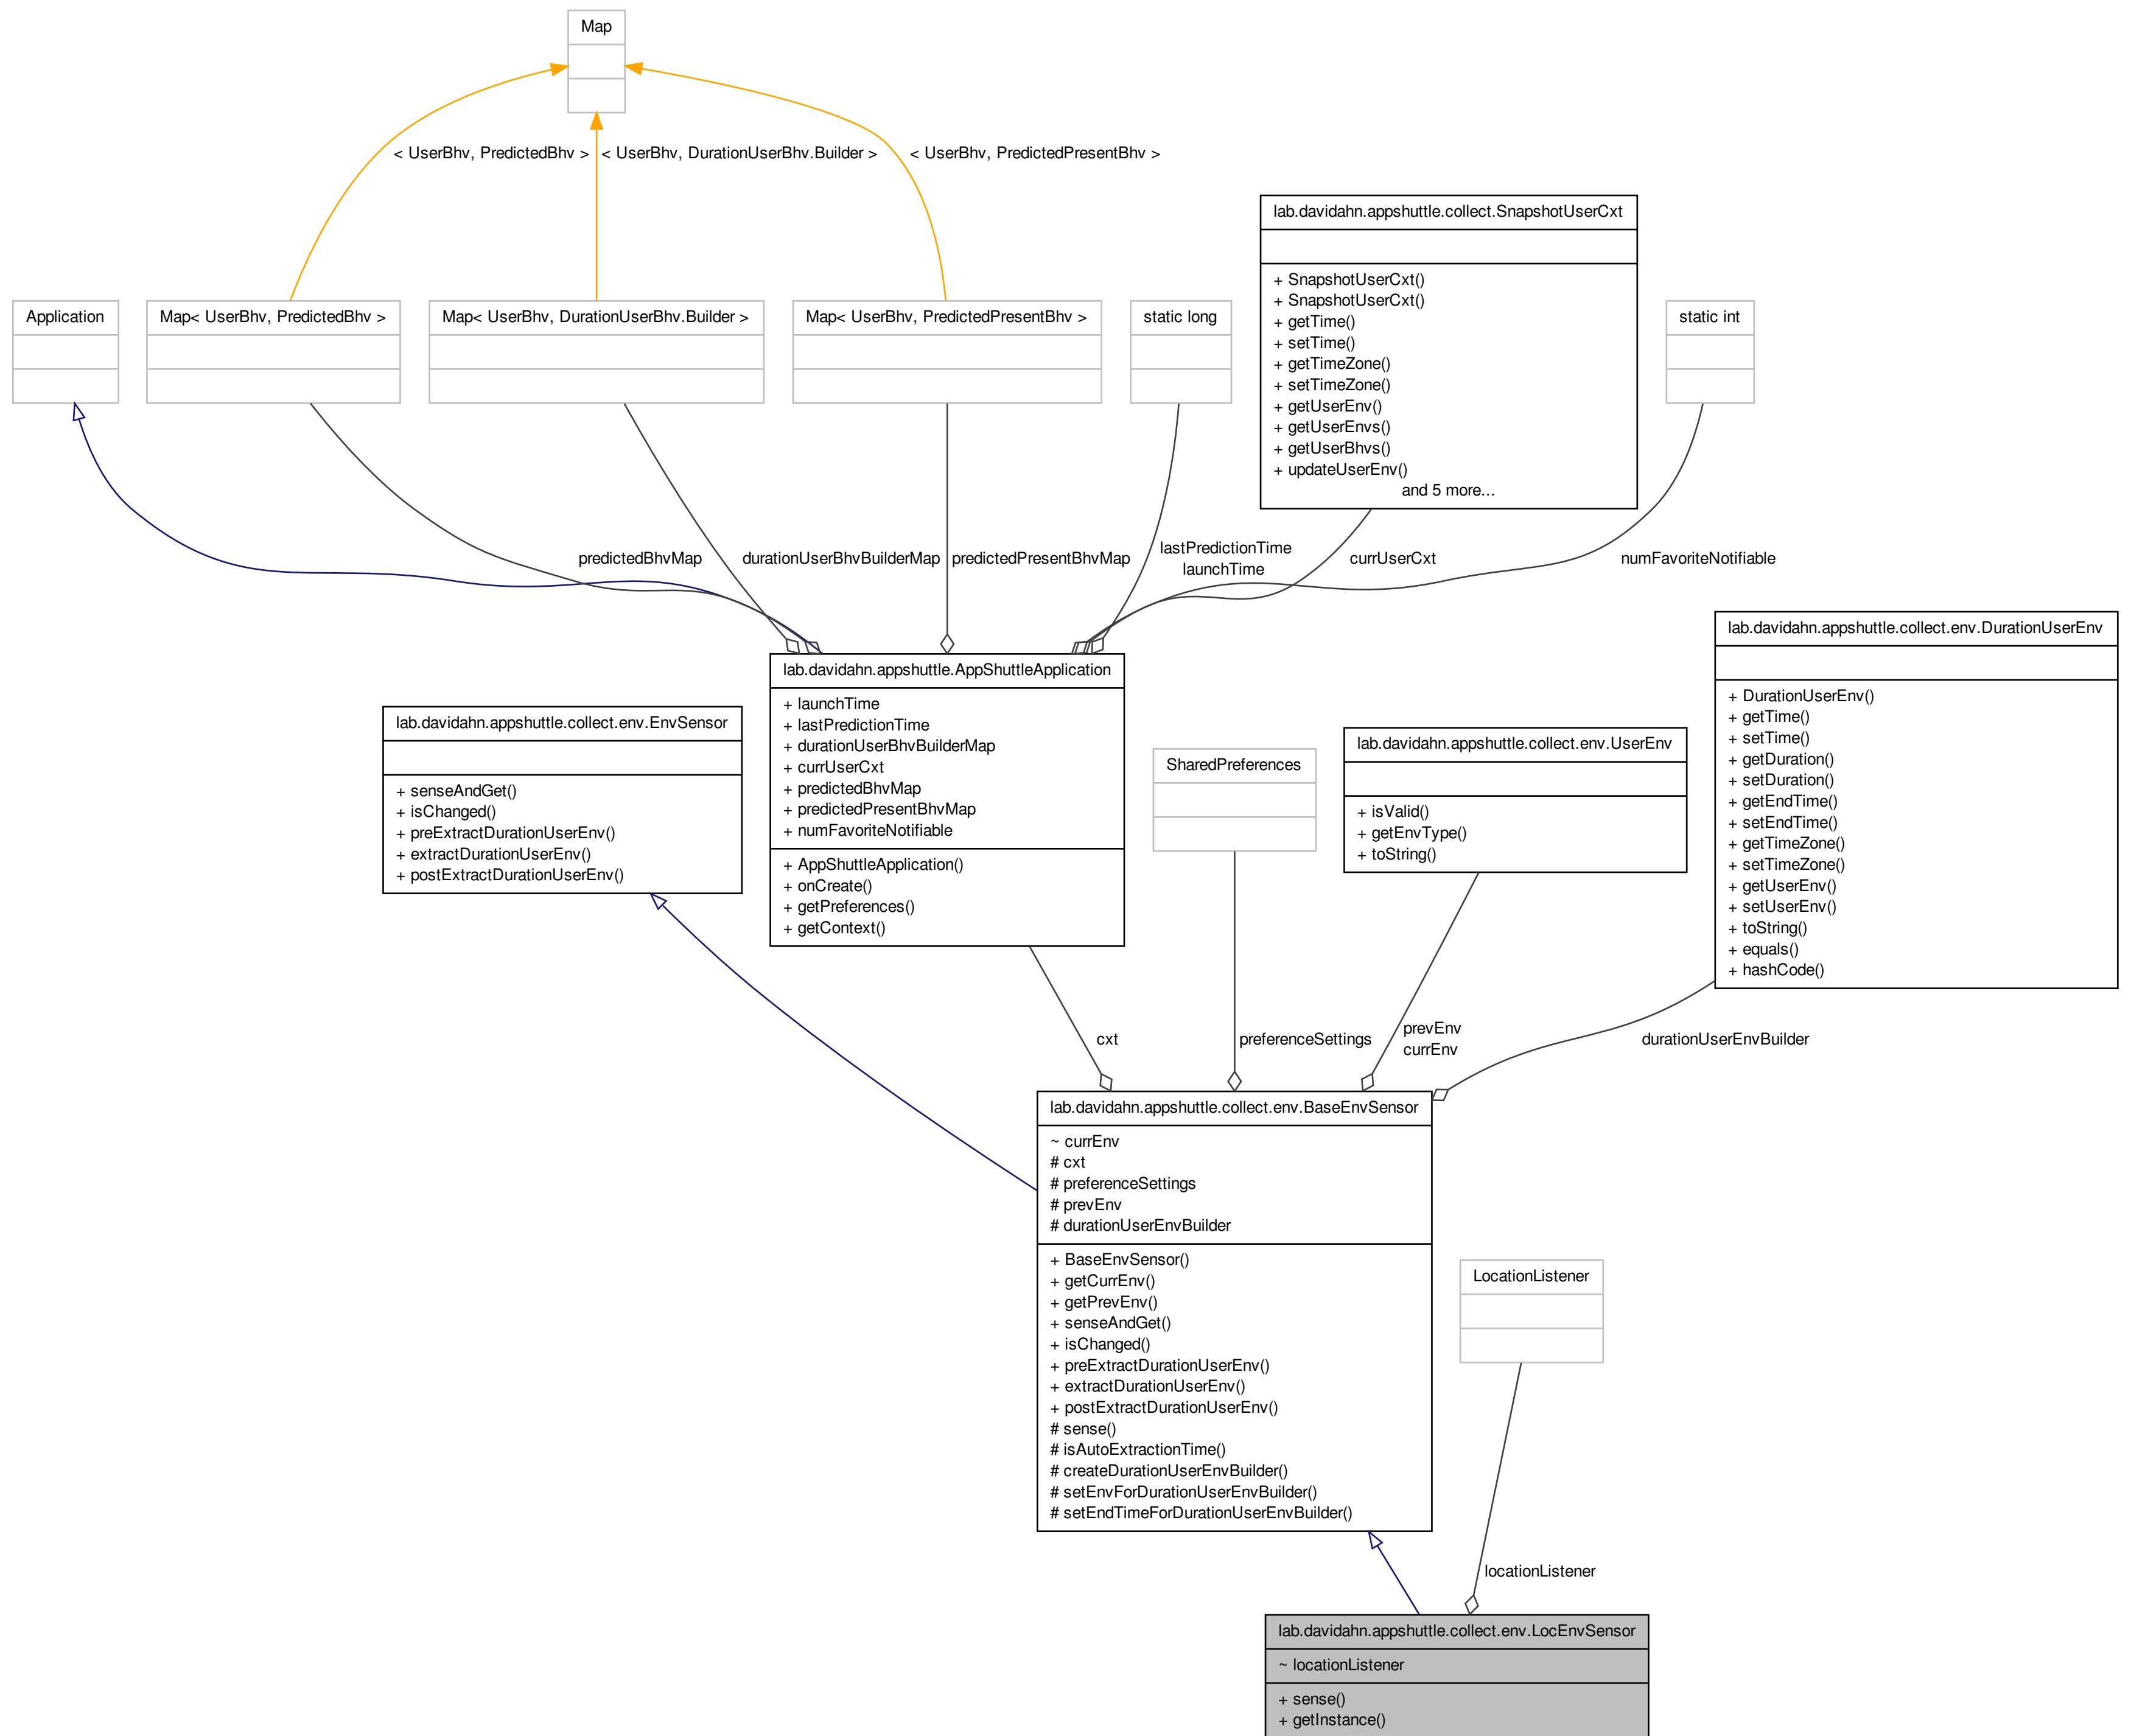 Map
< UserBhv, PredictedBhv >
< UserBhv, DurationUserBhv.Builder >
< UserBhv, PredictedPresentBhv >
lab.davidahn.appshuttle.collect.SnapshotUserCxt
+ SnapshotUserCxt()
+ SnapshotUserCxt()
+ getTime()
+ setTime()
+ getTimeZone()
+ setTimeZone()
+ getUserEnv()
+ getUserEnvs()
+ getUserBhvs()
+ updateUserEnv()
and 5 more...
Application
Map< UserBhv, PredictedBhv >
Map< UserBhv, DurationUserBhv.Builder >
Map< UserBhv, PredictedPresentBhv >
static long
static int
predictedBhvMap
durationUserBhvBuilderMap
predictedPresentBhvMap
lastPredictionTime
launchTime
currUserCxt
numFavoriteNotifiable
lab.davidahn.appshuttle.collect.env.DurationUserEnv
+ DurationUserEnv()
+ getTime()
+ setTime()
+ getDuration()
+ setDuration()
+ getEndTime()
+ setEndTime()
+ getTimeZone()
+ setTimeZone()
+ getUserEnv()
+ setUserEnv()
+ toString()
+ equals()
+ hashCode()
lab.davidahn.appshuttle.AppShuttleApplication
+ launchTime
+ lastPredictionTime
+ durationUserBhvBuilderMap
+ currUserCxt
+ predictedBhvMap
+ predictedPresentBhvMap
+ numFavoriteNotifiable
+ AppShuttleApplication()
+ onCreate()
+ getPreferences()
+ getContext()
lab.davidahn.appshuttle.collect.env.EnvSensor
+ senseAndGet()
+ isChanged()
+ preExtractDurationUserEnv()
+ extractDurationUserEnv()
+ postExtractDurationUserEnv()
SharedPreferences
lab.davidahn.appshuttle.collect.env.UserEnv
+ isValid()
+ getEnvType()
+ toString()
cxt
preferenceSettings
prevEnv
currEnv
durationUserEnvBuilder
lab.davidahn.appshuttle.collect.env.BaseEnvSensor
~ currEnv
# cxt
# preferenceSettings
# prevEnv
# durationUserEnvBuilder
+ BaseEnvSensor()
+ getCurrEnv()
+ getPrevEnv()
+ senseAndGet()
+ isChanged()
+ preExtractDurationUserEnv()
+ extractDurationUserEnv()
+ postExtractDurationUserEnv()
# sense()
# isAutoExtractionTime()
# createDurationUserEnvBuilder()
# setEnvForDurationUserEnvBuilder()
# setEndTimeForDurationUserEnvBuilder()
LocationListener
locationListener
lab.davidahn.appshuttle.collect.env.LocEnvSensor
~ locationListener
+ sense()
+ getInstance()